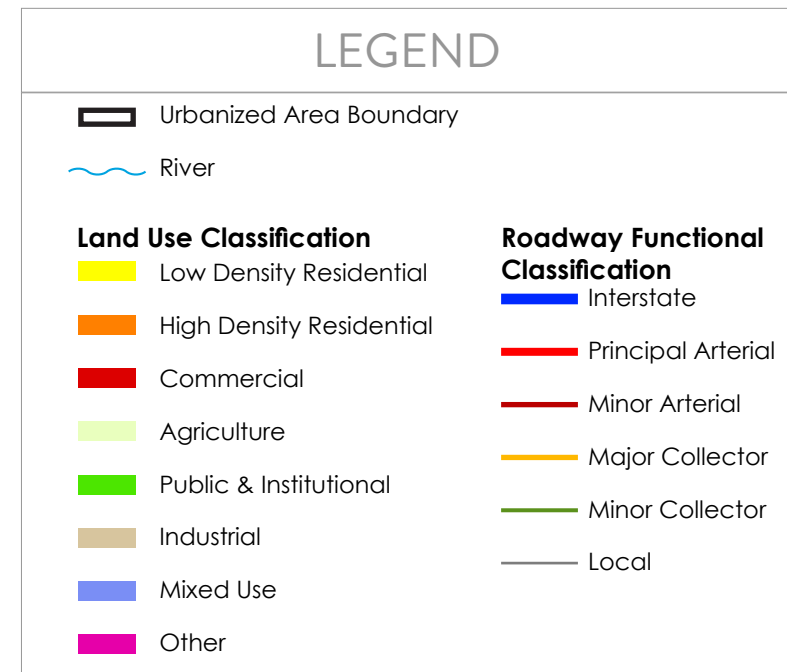 LEGEND
Urbanized Area Boundary
River
Land Use Classification
Low Density Residential
High Density Residential
Commercial
Agriculture
Public & Institutional
Industrial
Mixed Use
Other
Roadway Functional
Classification
Interstate
Principal Arterial
Minor Arterial
Major Collector
Minor Collector
Local